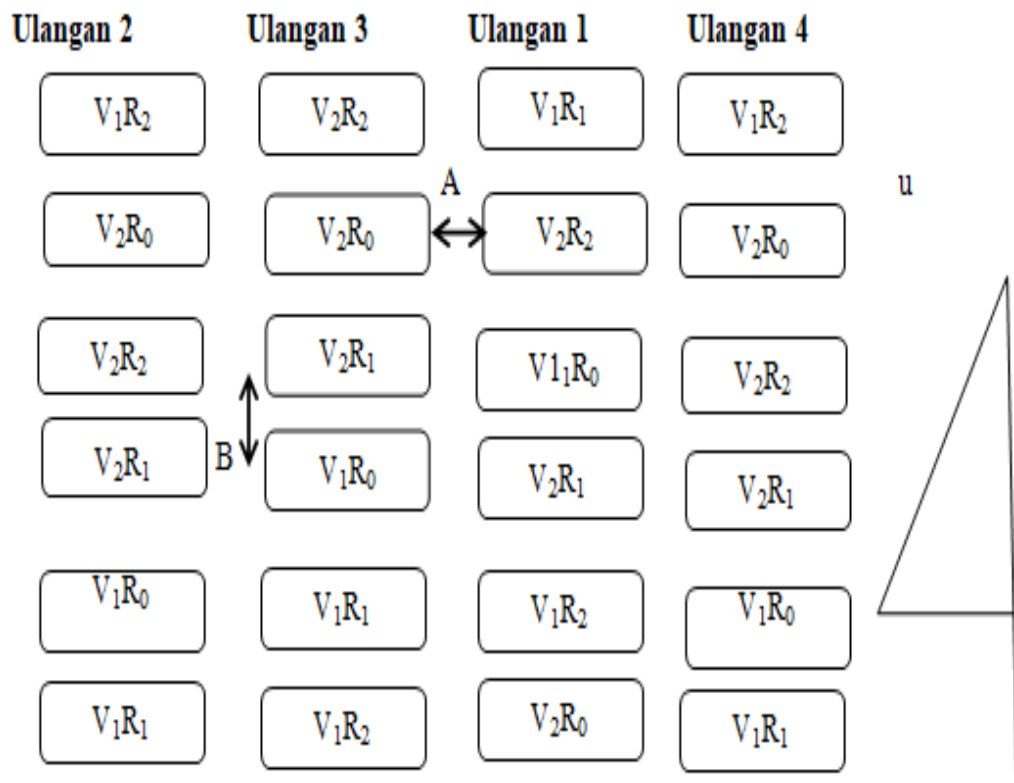 Ulangan 2 Ulangan 3 Ulangan 1 Ulangan 4
V₁R₂ V₂R₂ V₁R₁ V₁R₂
A u
V₂R₀ V₂R₀ V₂R₂ V₂R₀
V₂R₂ V₂R₁ V1₁R₀ V₂R₂
V₂R₁ B V₁R₀ V₂R₁ V₂R₁
V₁R₀ V₁R₁ V₁R₂ V₁R₀
V₁R₁ V₁R₂ V₂R₀ V₁R₁